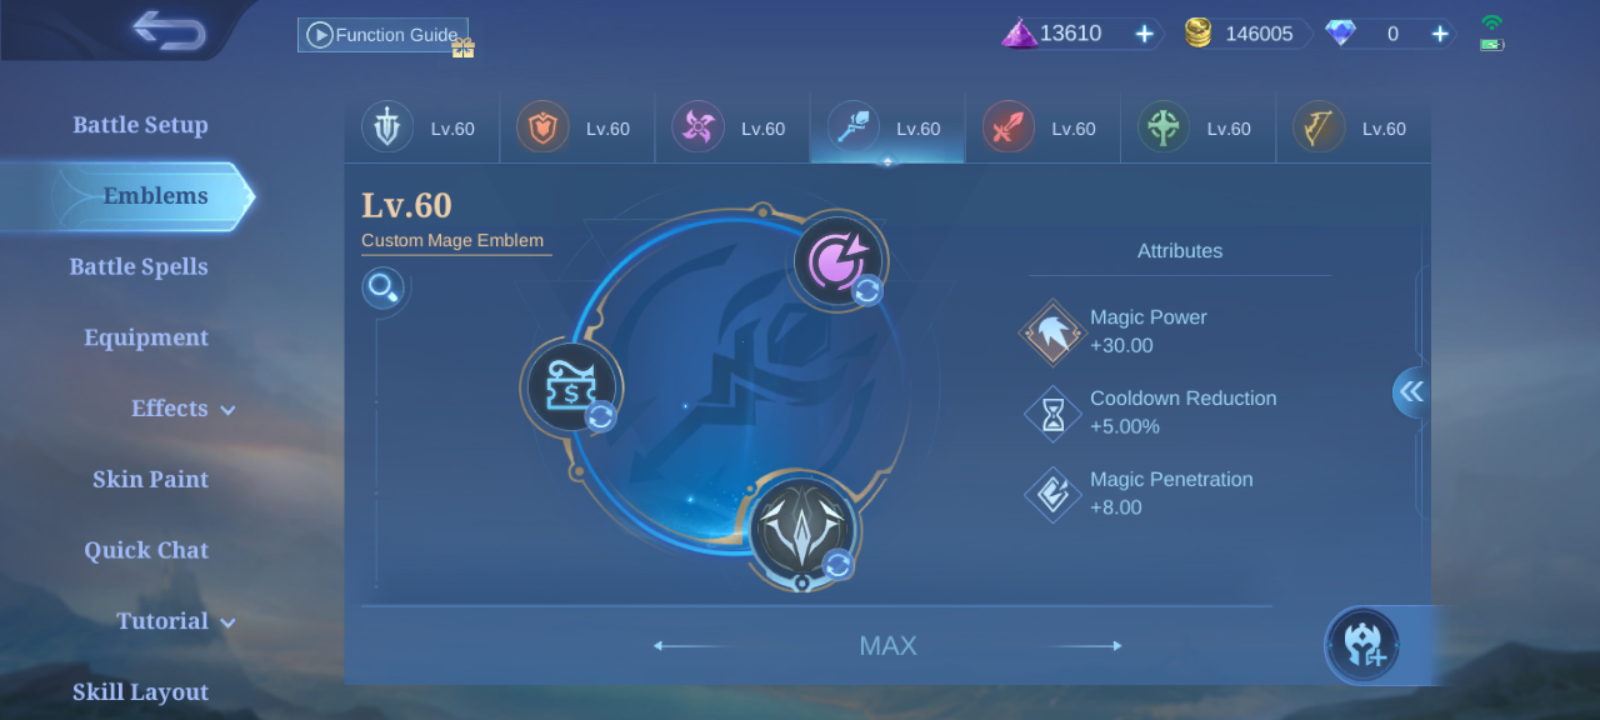 Function Guide
13610
146005
0
Battle Setup
Emblems
Battle Spells
Equipment
Effects
Skin Paint
Quick Chat
Tutorial
Skill Layout
Lv.60
Lv.60
Lv.60
Lv.60
Lv.60
Lv.60
Lv.60
Lv.60
Custom Mage Emblem
$
Attributes
Magic Power
+30.00
Cooldown Reduction
+5.00%
Magic Penetration
+8.00
MAX